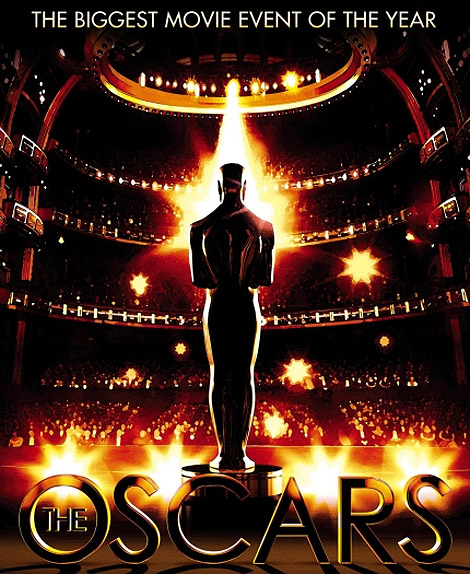 THE BIGGEST MOVIE EVENT OF THE YEAR
THE OSCARS